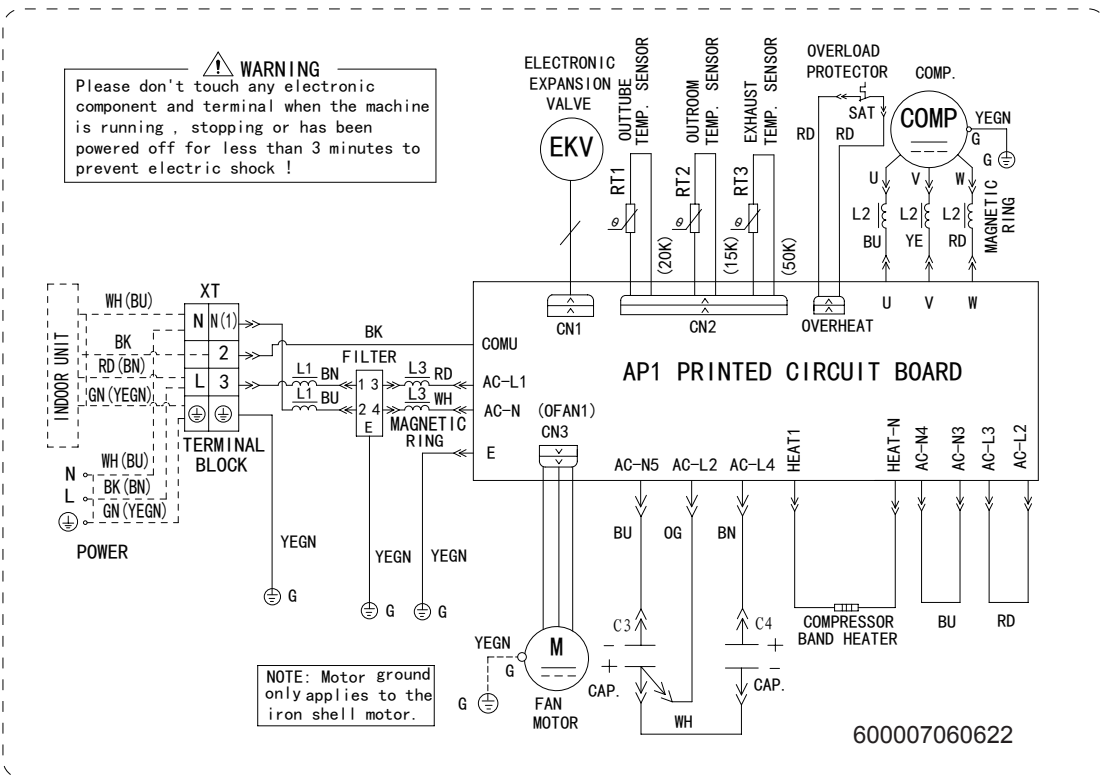 WARNING
Please don't touch any electronic
component and terminal when the machine
is running , stopping or has been
powered off for less than 3 minutes to
prevent electric shock !
ELECTRONIC
EXPANSION
VALVE
EKV
OUTTUBE
TEMP. SENSOR
RT1
θ
(20K)
OUTROOM
TEMP. SENSOR
RT2
θ
(15K)
EXHAUST
TEMP. SENSOR
RT3
θ
(50K)
OVERLOAD
PROTECTOR
SAT
RD RD
COMP.
COMP
YEGN
G
G
U V W
L2 L2 L2
BU YE RD
MAGNETIC
RING
CN1
CN2
OVERHEAT
U V W
AP1 PRINTED CIRCUIT BOARD
INDOOR UNIT
WH(BU)
BK
RD(BN)
GN(YEGN)
XT
N N(1)
2
L 3
TERMINAL
BLOCK
BK
FILTER
L1 BN
L1 BU
1 3
2 4
E
L3 RD
L3 WH
MAGNETIC
RING
COMU
AC-L1
AC-N
E
(OFAN1)
CN3
AC-N5 AC-L2 AC-L4
HEAT1
HEAT-N
AC-N4
AC-N3
AC-L3
AC-L2
N
L
POWER
WH(BU)
BK(BN)
GN(YEGN)
YEGN
G
YEGN
G
YEGN
G
BU OG BN
C3
-
+
CAP.
C4
+
-
CAP.
WH
COMPRESSOR
BAND HEATER
BU
RD
YEGN
G
G
M
FAN
MOTOR
NOTE: Motor ground
only applies to the
iron shell motor.
600007060622